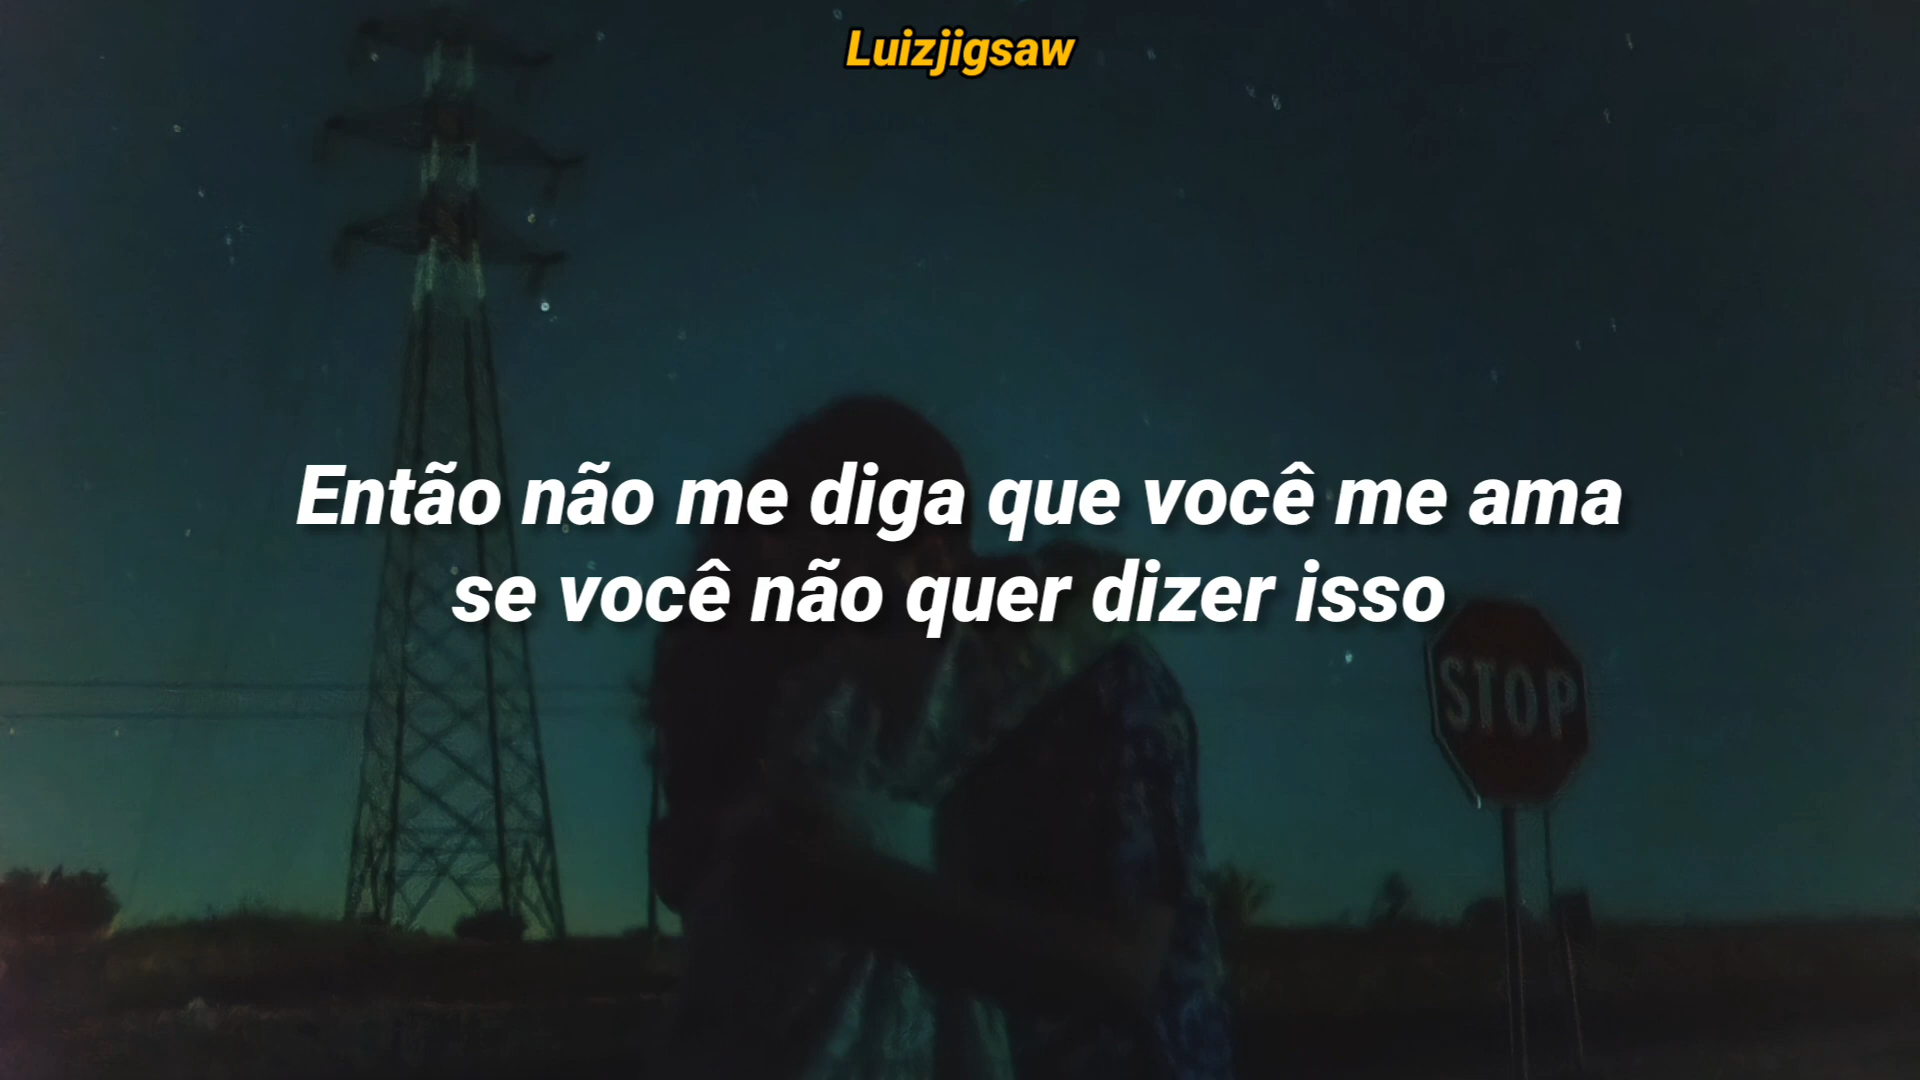 Luizjigsaw
Então não me diga que você me ama
se você não quer dizer isso
STOP